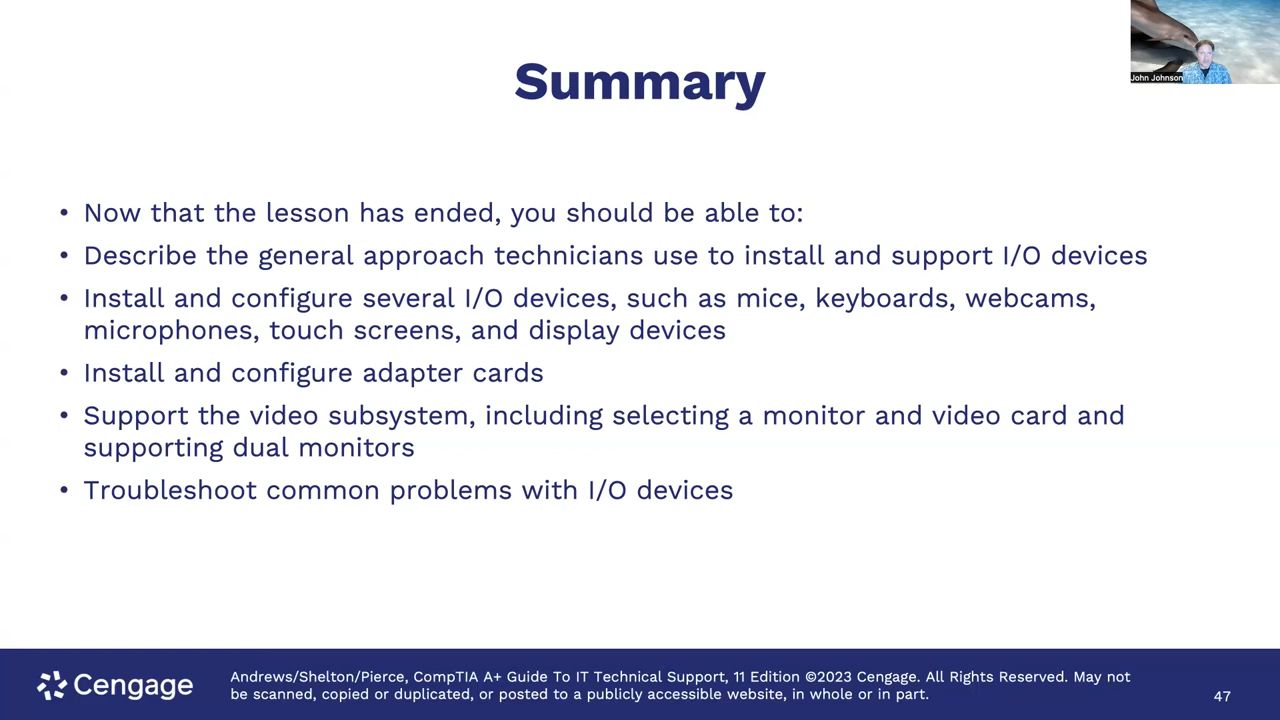 John Johnson
Summary
• Now that the lesson has ended, you should be able to:
• Describe the general approach technicians use to install and support I/O devices
• Install and configure several I/O devices, such as mice, keyboards, webcams,
microphones, touch screens, and display devices
• Install and configure adapter cards
• Support the video subsystem, including selecting a monitor and video card and
supporting dual monitors
• Troubleshoot common problems with I/O devices
Cengage
Andrews/Shelton/Pierce, CompTIA A+ Guide To IT Technical Support, 11 Edition ©2023 Cengage. All Rights Reserved. May not
be scanned, copied or duplicated, or posted to a publicly accessible website, in whole or in part.
47